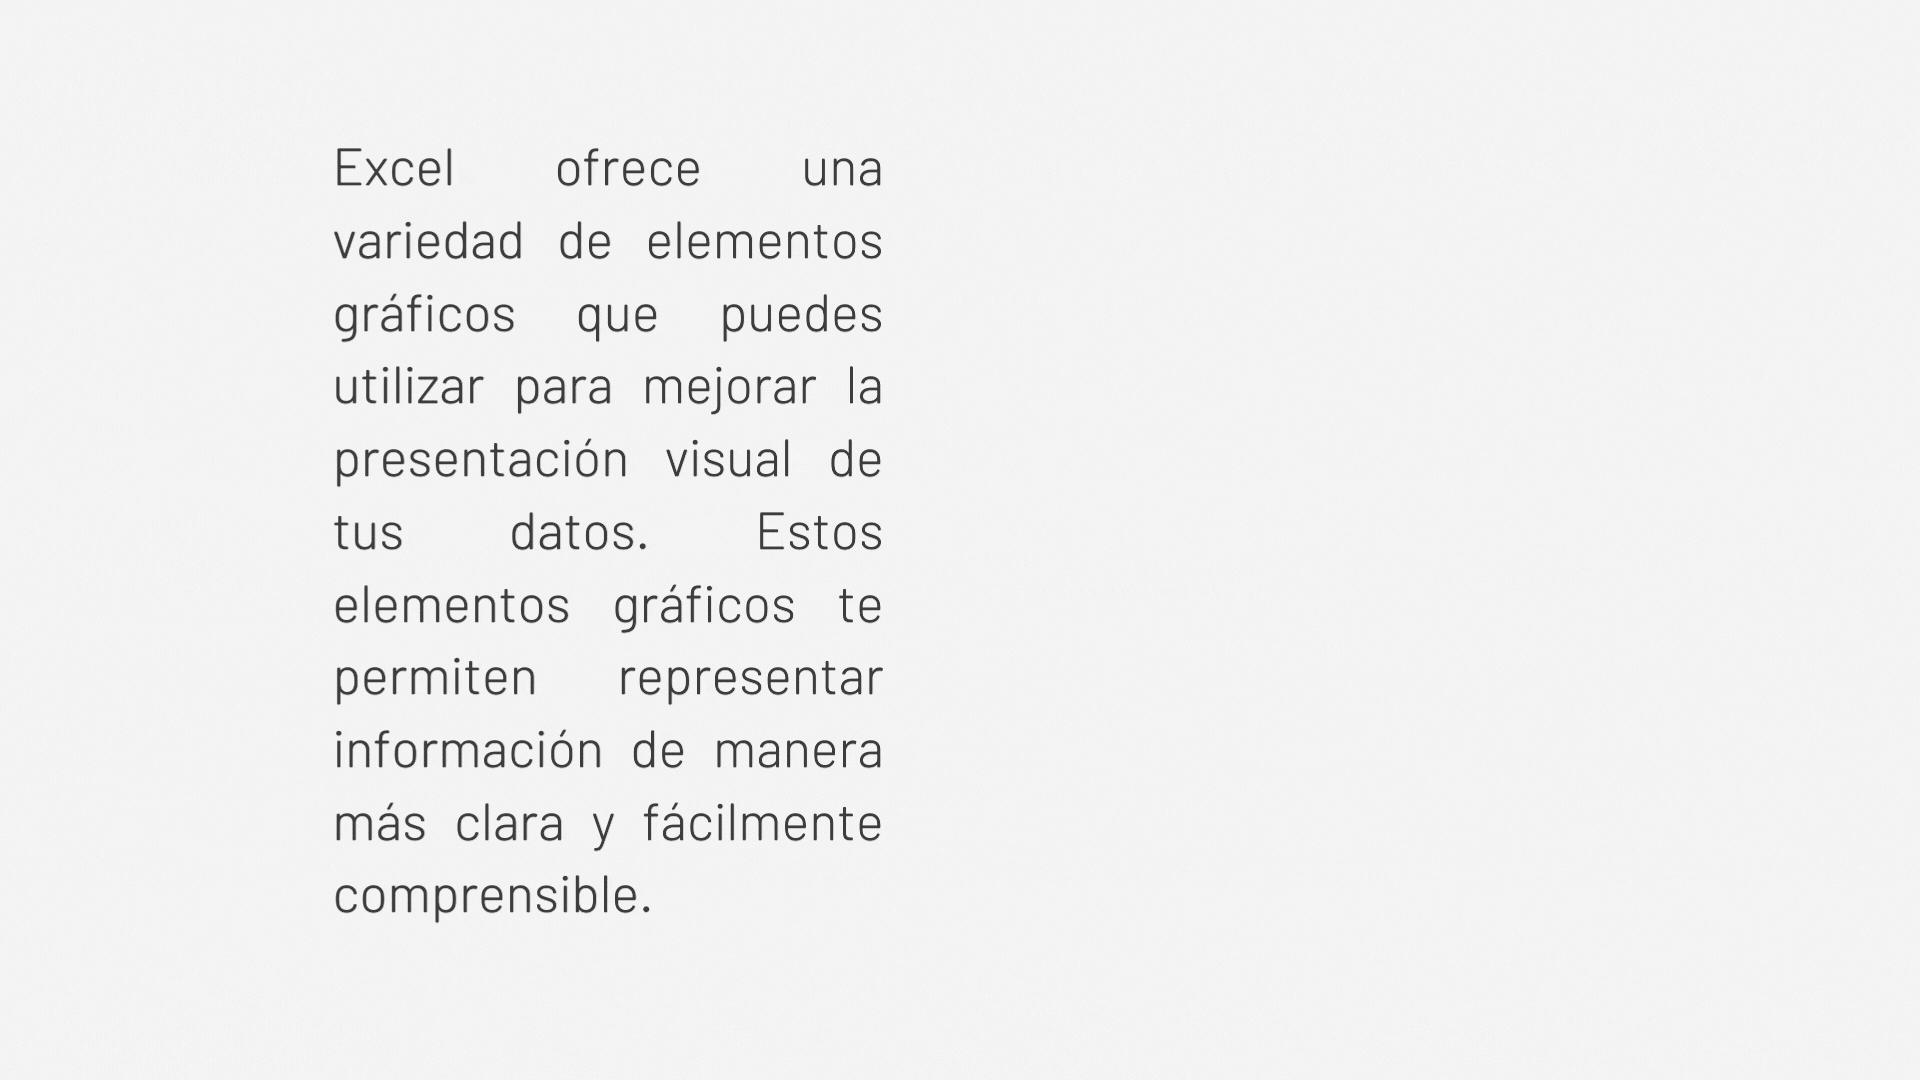 Excel ofrece una
variedad de elementos
gráficos que puedes
utilizar para mejorar la
presentación visual de
tus datos. Estos
elementos gráficos te
permiten representar
información de manera
más clara y fácilmente
comprensible.